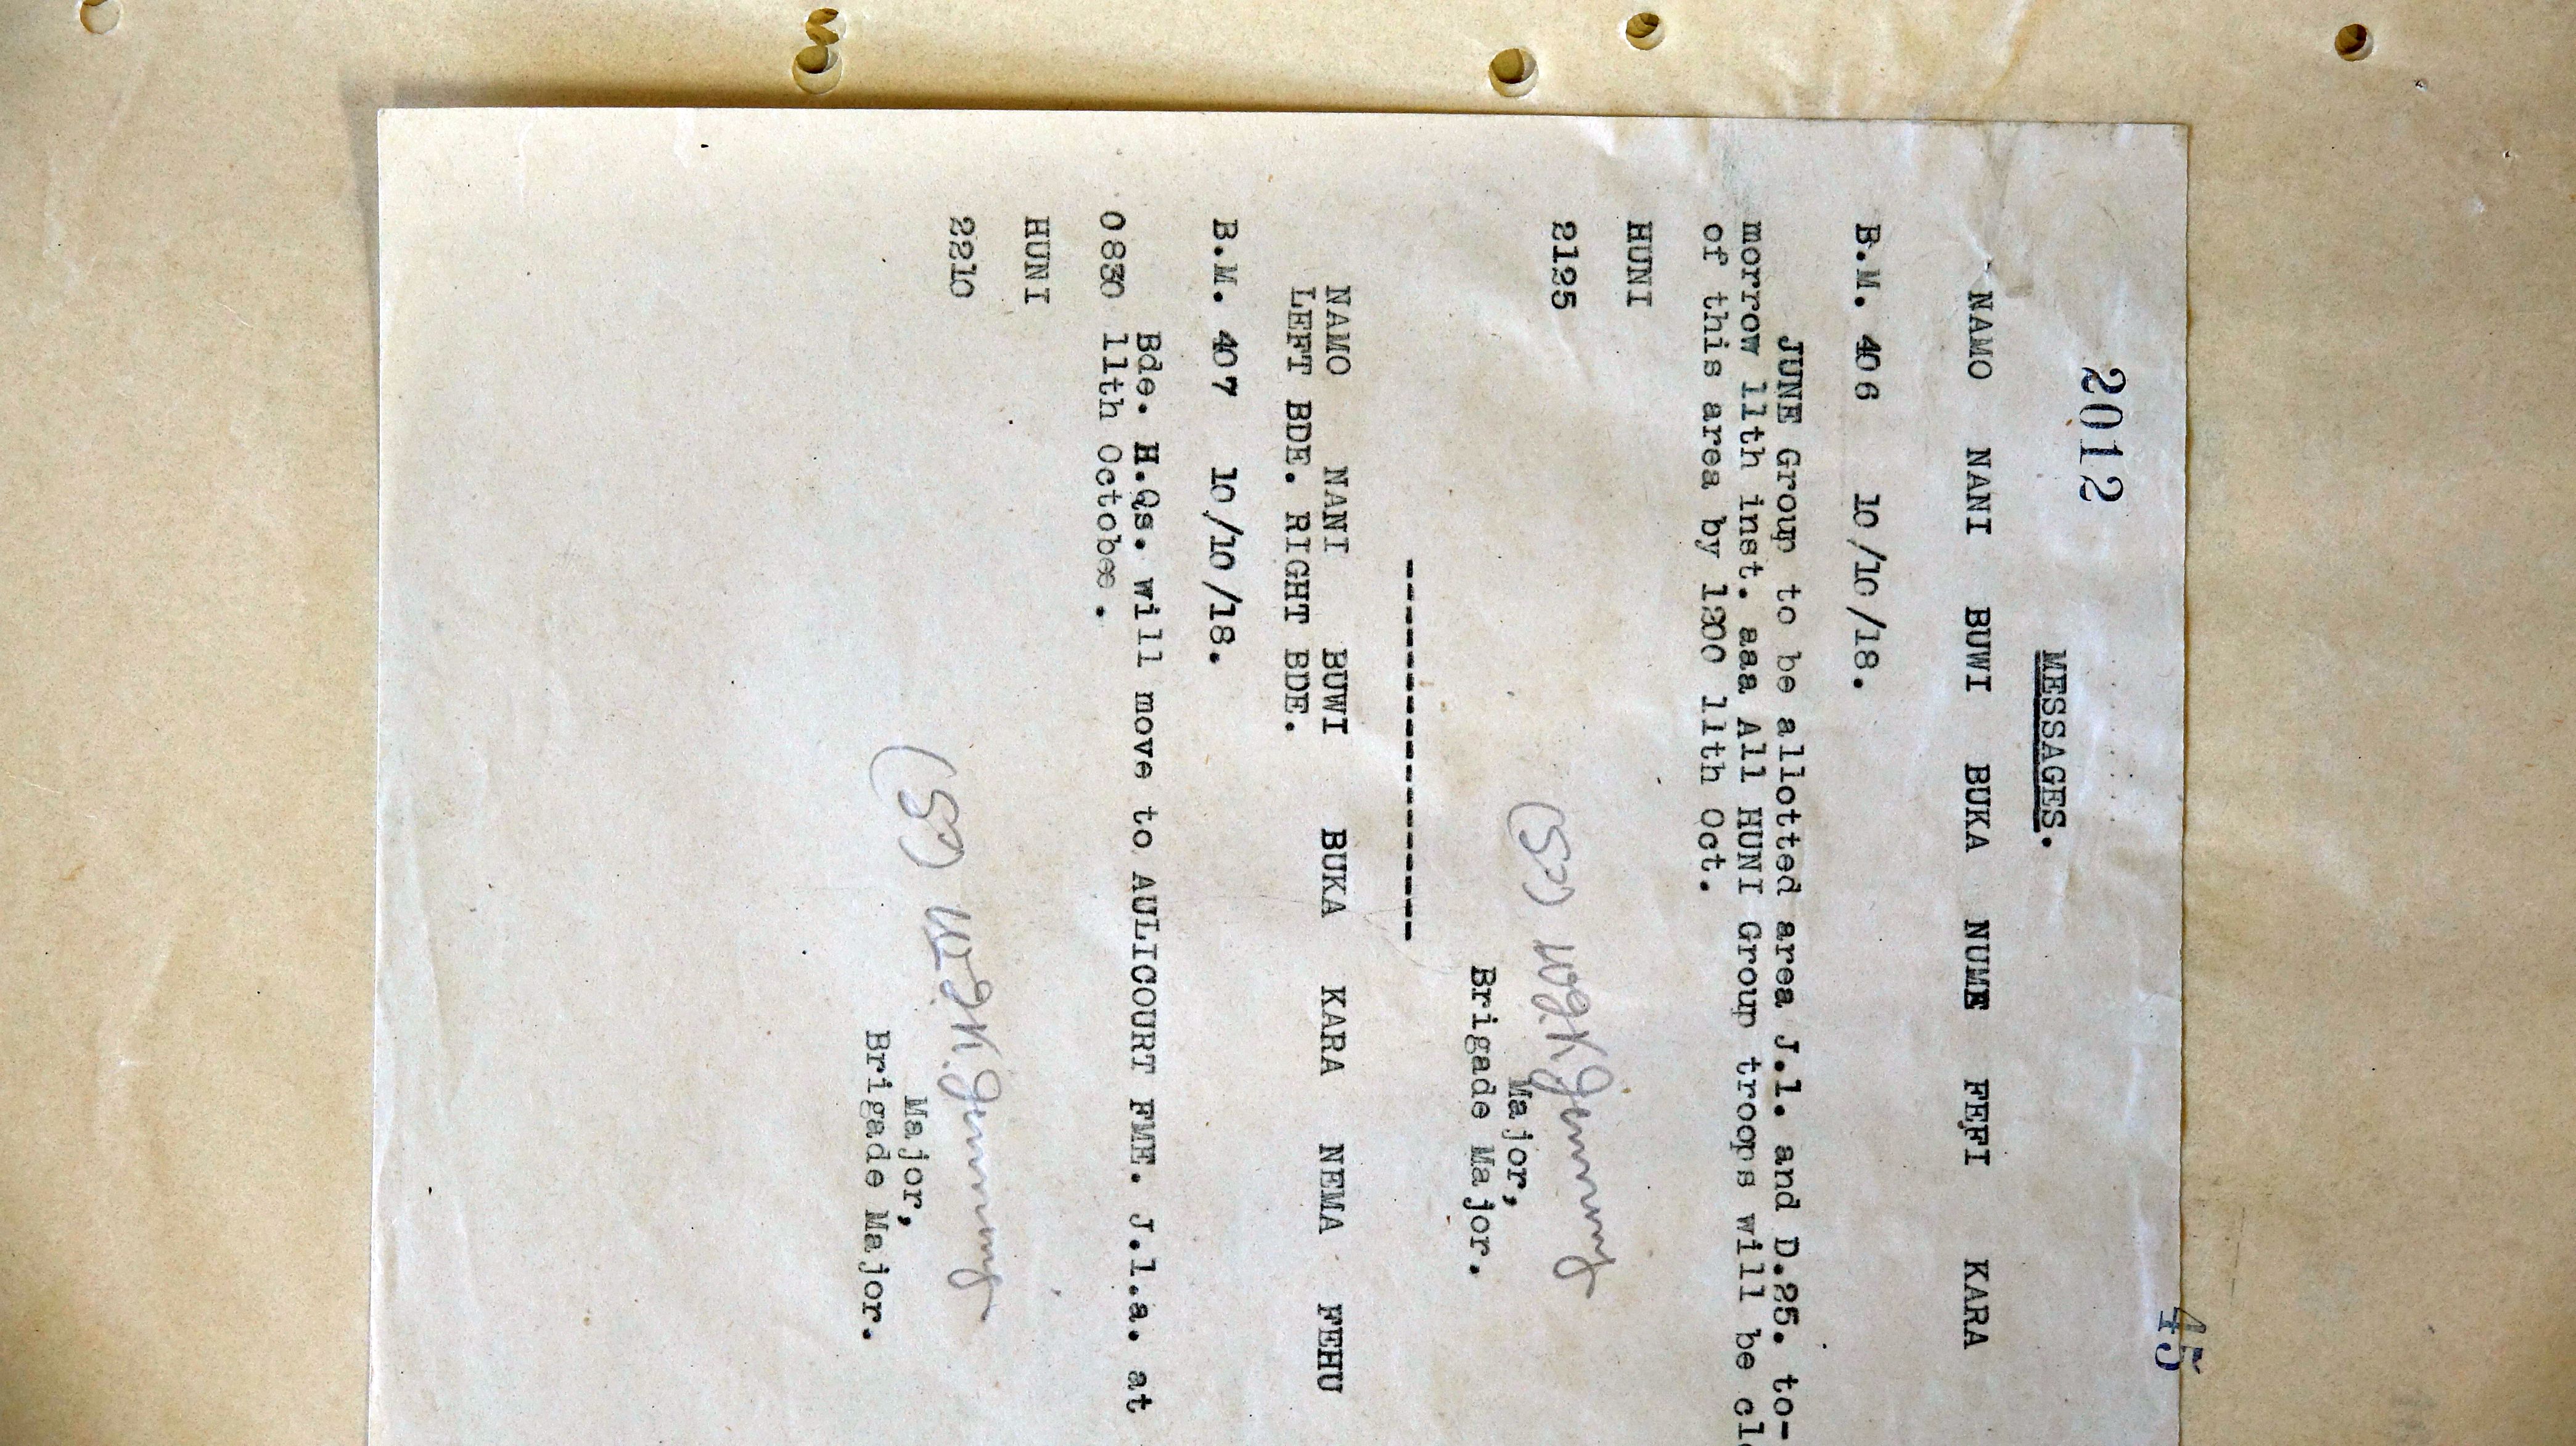 45
2012
MESSAGES.
NAMO NANI BUWI BUKA NUME FEFI KARA
B.M. 406 10/10/18.
JUNE Group to be allotted area J.1. and D.25. to-
morrow 11th inst. aaa All HUNI Group troops will be clo
of this area by 1200 11th Oct.
HUNI
2125
(Sd)
Major,
Brigade Major.
--------------------
NAMO NANI BUWI BUKA KARA NEMA FEHU
LEFT BDE. RIGHT BDE.
B.M. 407 10/10/18.
Bde. H.Qs. will move to AULICOURT FME. J.1.a. at
0830 11th October.
HUNI
2210
(Sd)
Major,
Brigade Major.